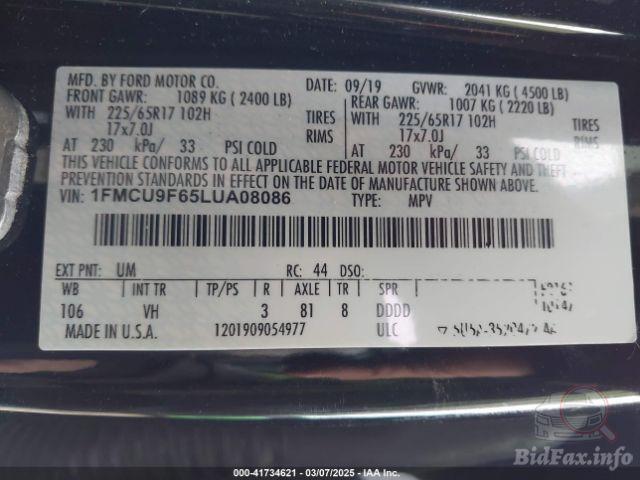 MFD. BY FORD MOTOR CO. DATE: 09/19 GVWR: 2041 KG ( 4500 LB)
FRONT GAWR: 1089 KG ( 2400 LB) REAR GAWR: 1007 KG ( 2220 LB)
WITH 225/65R17 102H TIRES WITH 225/65R17 102H TIRES
17x7.0J RIMS 17x7.0J RIMS
AT 230 kPa/ 33 PSI COLD AT 230 kPa/ 33 PSI COLD
THIS VEHICLE CONFORMS TO ALL APPLICABLE FEDERAL MOTOR VEHICLE SAFETY AND THEFT
PREVENTION STANDARDS IN EFFECT ON THE DATE OF MANUFACTURE SHOWN ABOVE.
VIN: 1FMCU9F65LUA08086 TYPE: MPV
EXT PNT: UM RC: 44 DSO:
WB INT TR TP/PS R AXLE TR SPR
106 VH 3 81 8 DDDD
MADE IN U.S.A. 1201909054977 ULC
BidFax.info
000-41734621 - 03/07/2025 - IAA Inc.